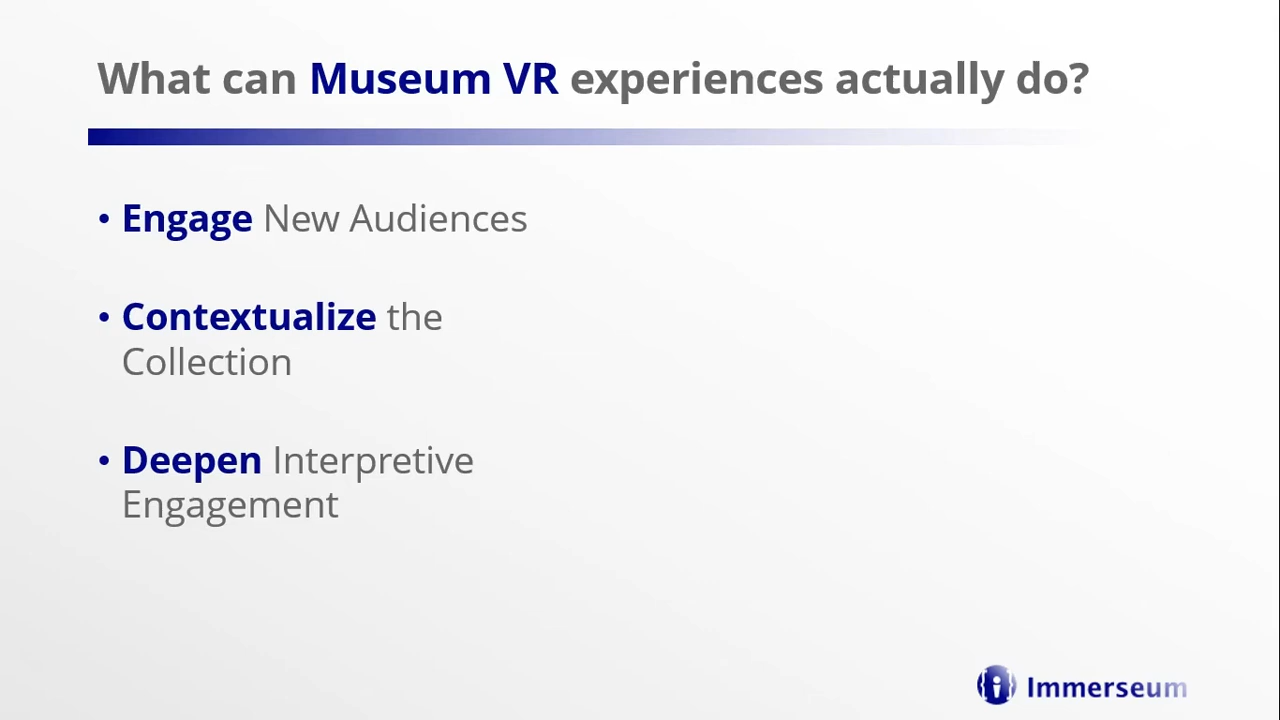 What can Museum VR experiences actually do?
• Engage New Audiences
• Contextualize the
Collection
• Deepen Interpretive
Engagement
Immerseum